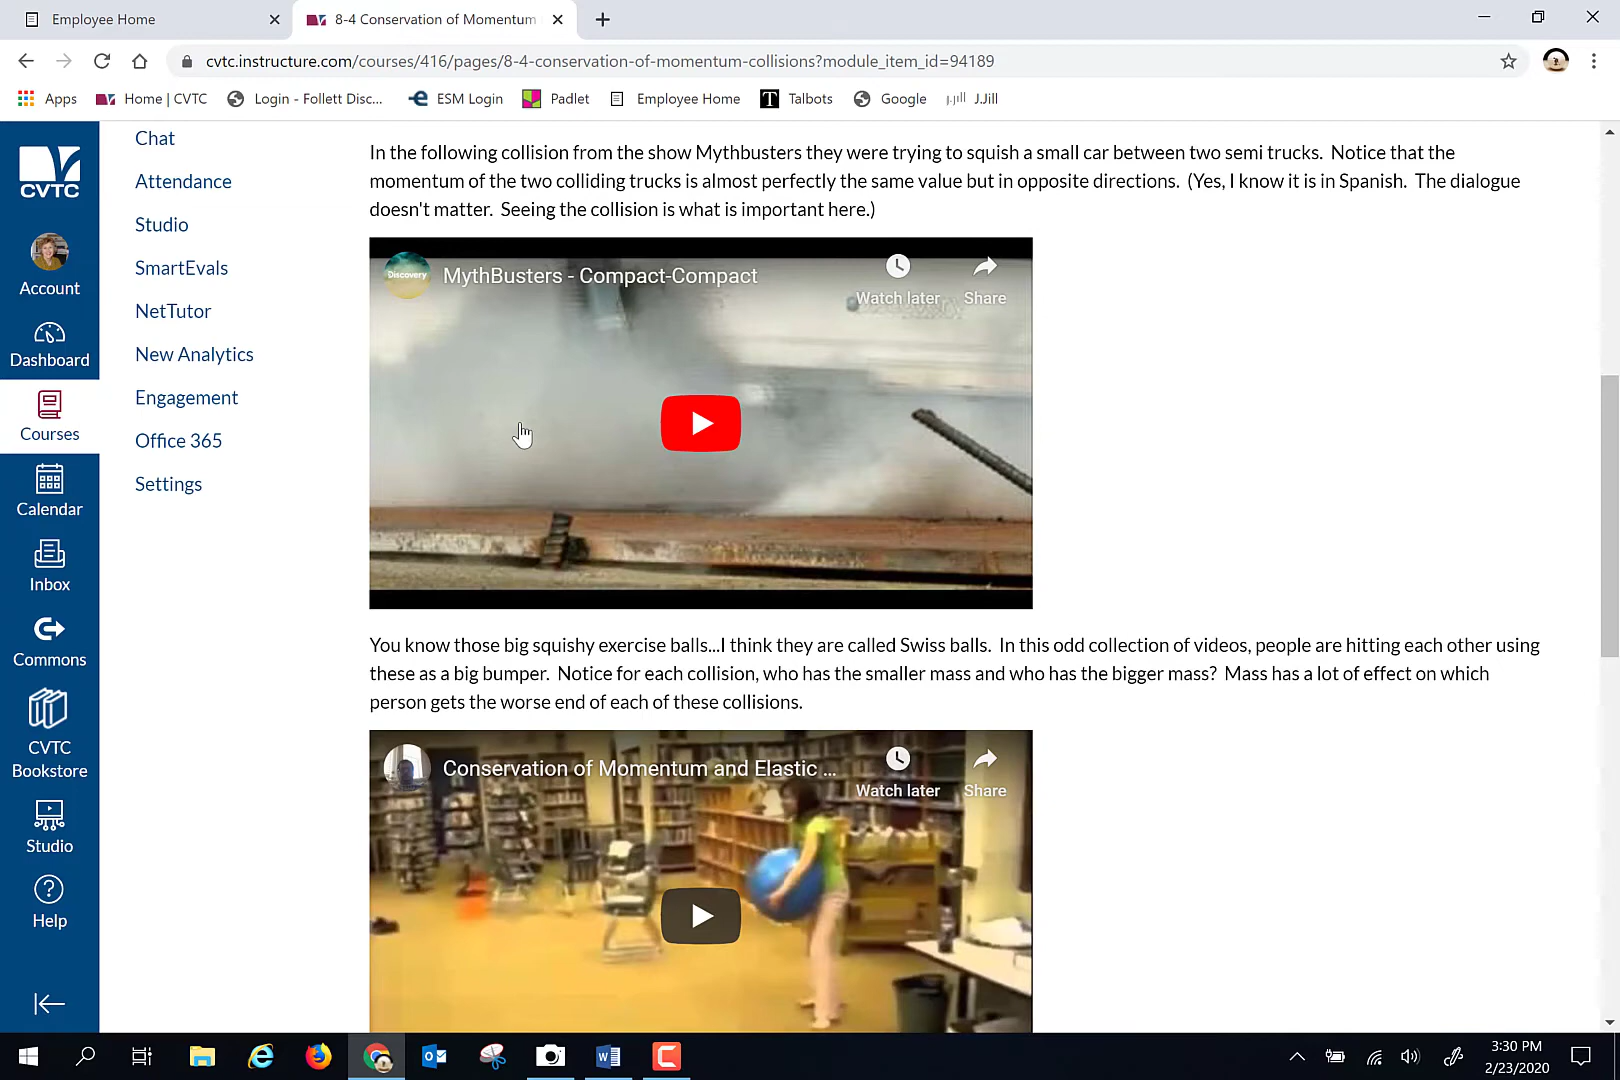 Employee Home
8-4 Conservation of Momentum
cvtc.instructure.com/courses/416/pages/8-4-conservation-of-momentum-collisions?module_item_id=94189
Apps
Home | CVTC
Login - Follett Disc...
ESM Login
Padlet
Employee Home
T
Talbots
Google
J.Jill
J.Jill
CVTC
Account
Dashboard
Courses
Calendar
Inbox
Commons
CVTC
Bookstore
Studio
Help
Chat
Attendance
Studio
SmartEvals
NetTutor
New Analytics
Engagement
Office 365
Settings
In the following collision from the show Mythbusters they were trying to squish a small car between two semi trucks.  Notice that the
momentum of the two colliding trucks is almost perfectly the same value but in opposite directions.  (Yes, I know it is in Spanish.  The dialogue
doesn't matter.  Seeing the collision is what is important here.)
Discovery
MythBusters - Compact-Compact
Watch later
Share
You know those big squishy exercise balls...I think they are called Swiss balls.  In this odd collection of videos, people are hitting each other using
these as a big bumper.  Notice for each collision, who has the smaller mass and who has the bigger mass?  Mass has a lot of effect on which
person gets the worse end of each of these collisions.
Conservation of Momentum and Elastic ...
Watch later
Share
3:30 PM
2/23/2020